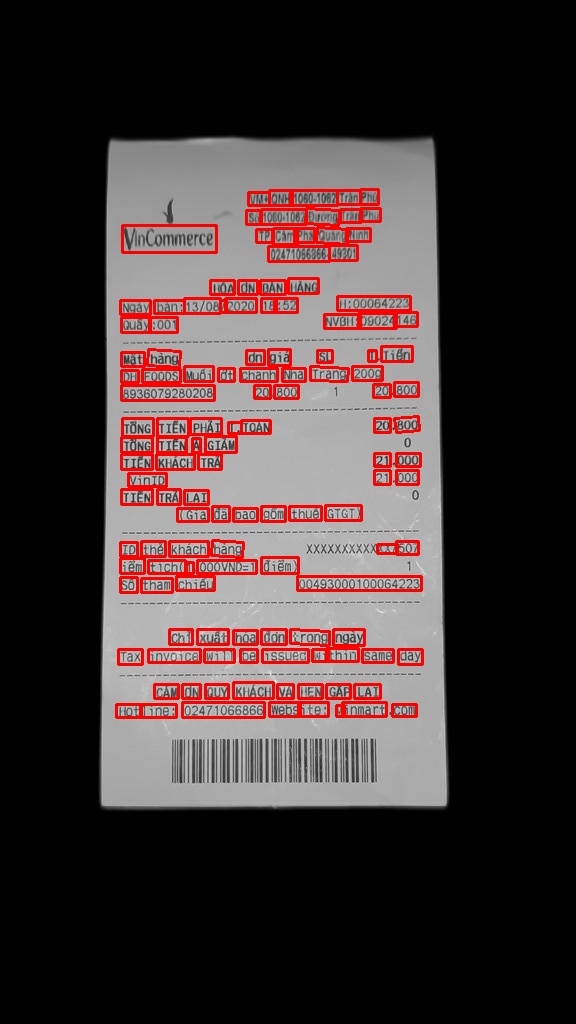 VinCommerce
VM+ QNH 1060-1062 Trần Phú
Số 1060-1062 Đường Trần Phú
TP. Cẩm Phả Quảng Ninh
02471066866-49301
HÓA ĐƠN BÁN HÀNG
Ngày bán:13/08/2020 18:52 H:00064223
Quầy:001 NVBH:09024146
Mặt hàng Đơn giá SL T.Tiền
DH FOODS Muối ớt chanh Nha Trang 200g
8936079280208 20,800 1 20,800
TỔNG TIỀN PHẢI T.TOÁN 20,800
TỔNG TIỀN ĐÃ GIẢM 0
TIỀN KHÁCH TRẢ 21,000
VinID 21,000
TIỀN TRẢ LẠI 0
(Giá đã bao gồm thuế GTGT)
ID thẻ khách hàng
Điểm tích(1,000VND=1 điểm) 1
Số tham chiếu 00493000100064223
Chỉ xuất hóa đơn trong ngày
Tax invoice will be issued within same day
CẢM ƠN QUÝ KHÁCH VÀ HẸN GẶP LẠI
Hotline: 02471066866 Website: vinmart.com